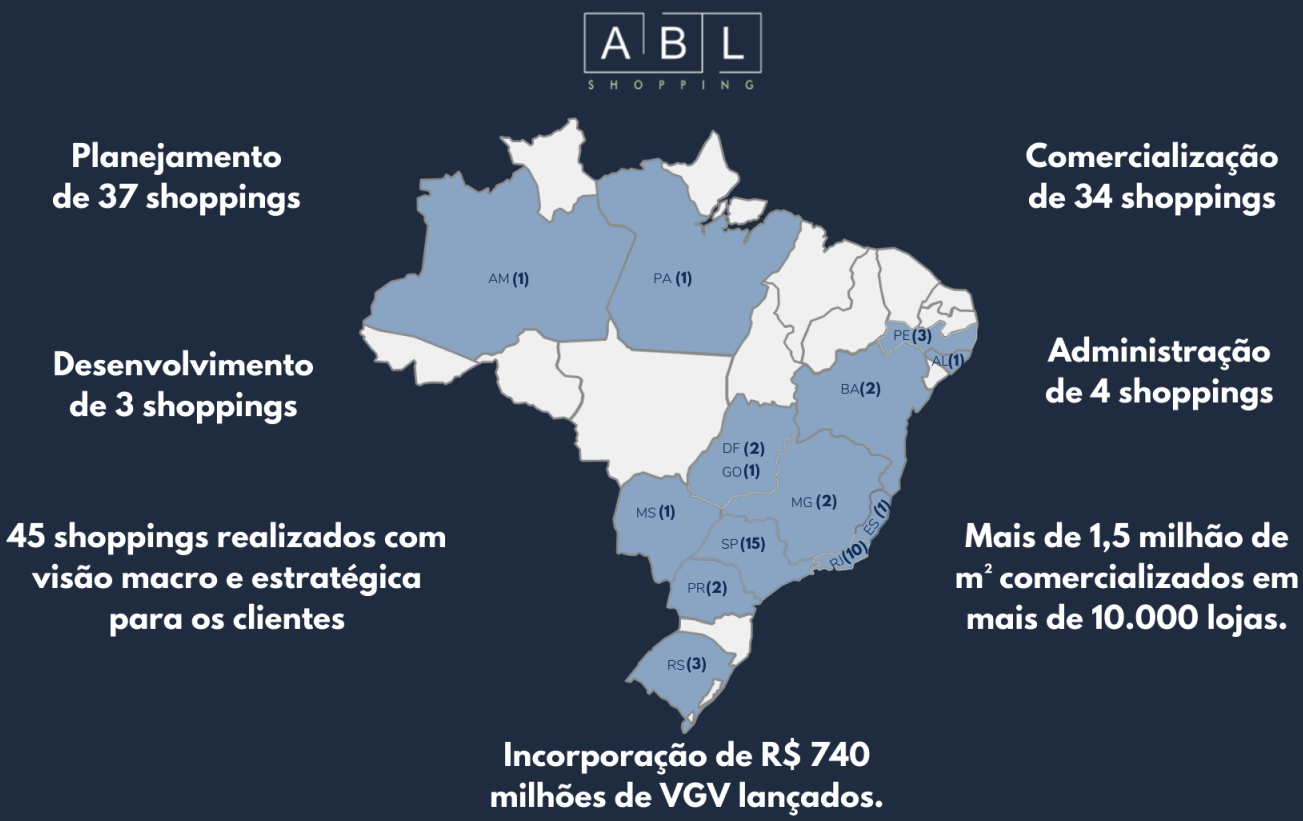 A B L
SHOPPING
Planejamento
de 37 shoppings
Comercialização
de 34 shoppings
Desenvolvimento
de 3 shoppings
Administração
de 4 shoppings
45 shoppings realizados com
visão macro e estratégica
para os clientes
Mais de 1,5 milhão de
m² comercializados em
mais de 10.000 lojas.
AM (1)
PA (1)
PE (3)
AL (1)
BA (2)
DF (2)
GO (1)
MG (2)
MS (1)
ES (1)
SP (15)
RJ (10)
PR (2)
RS (3)
Incorporação de R$ 740
milhões de VGV lançados.